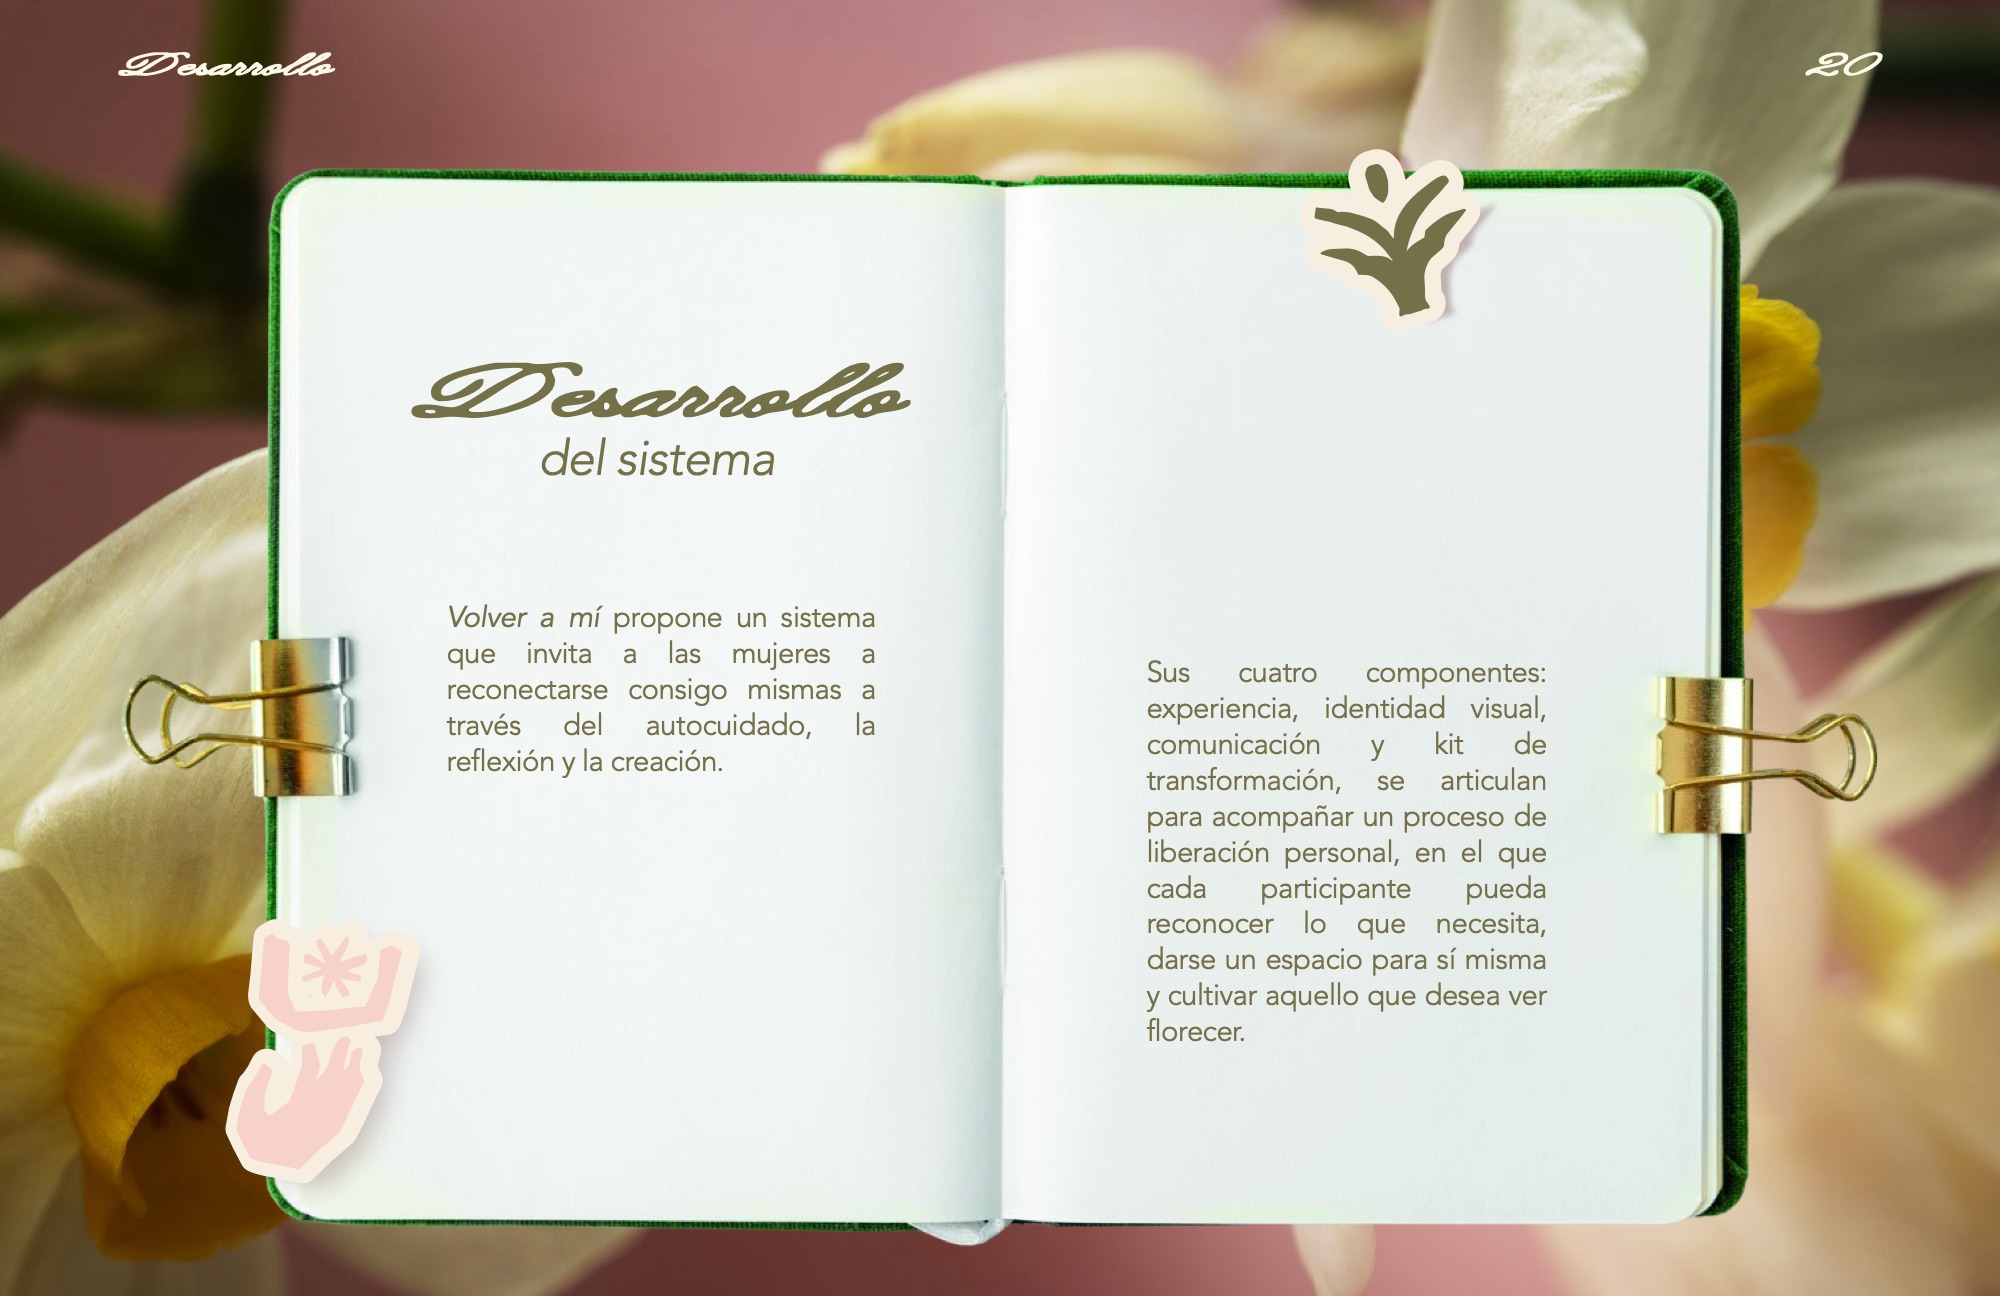 Desarrollo
20
Desarrollo
del sistema
Volver a mí propone un sistema
que invita a las mujeres a
reconectarse consigo mismas a
través del autocuidado, la
reflexión y la creación.
Sus cuatro componentes:
experiencia, identidad visual,
comunicación y kit de
transformación, se articulan
para acompañar un proceso de
liberación personal, en el que
cada participante pueda
reconocer lo que necesita,
darse un espacio para sí misma
y cultivar aquello que desea ver
florecer.